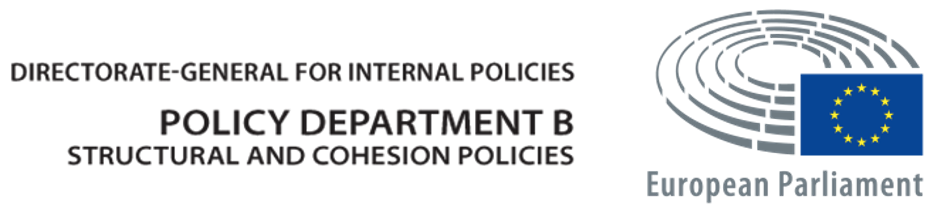 DIRECTORATE-GENERAL FOR INTERNAL POLICIES
POLICY DEPARTMENT B
STRUCTURAL AND COHESION POLICIES
European Parliament